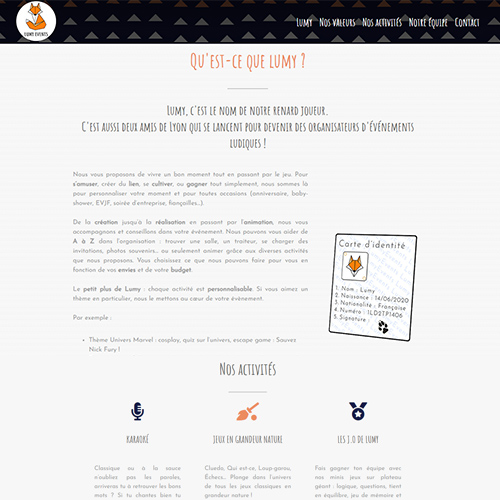 Lumy Nos valeurs Nos activités Notre équipe Contact
LUMY EVENTS
Qu'est-ce que lumy ?
Lumy, c'est le nom de notre renard joueur.
C'est aussi deux amis de Lyon qui se lancent pour devenir des organisateurs d'événements
ludiques !
Nous vous proposons de vivre un bon moment tout en passant par le jeu. Pour
s'amuser, créer du lien, se cultiver, ou gagner tout simplement, nous sommes là
pour personnaliser votre moment et pour toutes occasions (anniversaire, baby-
shower, EVJF, soirée d'entreprise, fiançailles...).
De la création jusqu'à la réalisation en passant par l'animation, nous vous
accompagnons et conseillons dans votre événement. Nous pouvons vous aider de
A à Z dans l'organisation : trouver une salle, un traiteur, se charger des
invitations, photos souvenirs... ou seulement animer grâce aux diverses activités
que nous proposons. Vous choisissez ce que nous pouvons faire pour vous en
fonction de vos envies et de votre budget.
Le petit plus de Lumy : chaque activité est personnalisable. Si vous aimez un
thème en particulier, nous le mettons au cœur de votre événement.
Par exemple :
Thème Univers Marvel : cosplay, quiz sur l'univers, escape game : Sauvez
Nick Fury !
Carte d'identité
1. Nom : Lumy
2. Naissance : 14/06/2020
3. Nationalité : Française
4. Numéro : 1LD2TP1406
5. Signature :
Nos activités
Karaoké
Jeux en grandeur nature
Les J.O de Lumy
Classique ou à la sauce
n'oubliez pas les paroles,
arriveras tu à retrouver les bons
mots ? Si tu chantes bien tu
Cluedo, Qui est-ce, Loup-garou,
Echecs... Plonge dans l'univers
de tous les jeux classiques en
grandeur nature !
Fais gagner ton équipe avec
nos minis jeux sur plateau
géant : logique, questions, tient
en équilibre, jeu de mime et